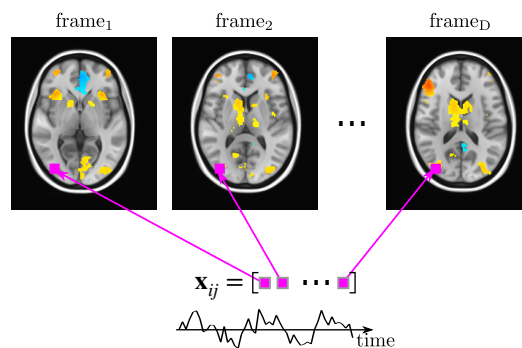 frame1 frame2 frameD
...
xij = [ ... ]
time